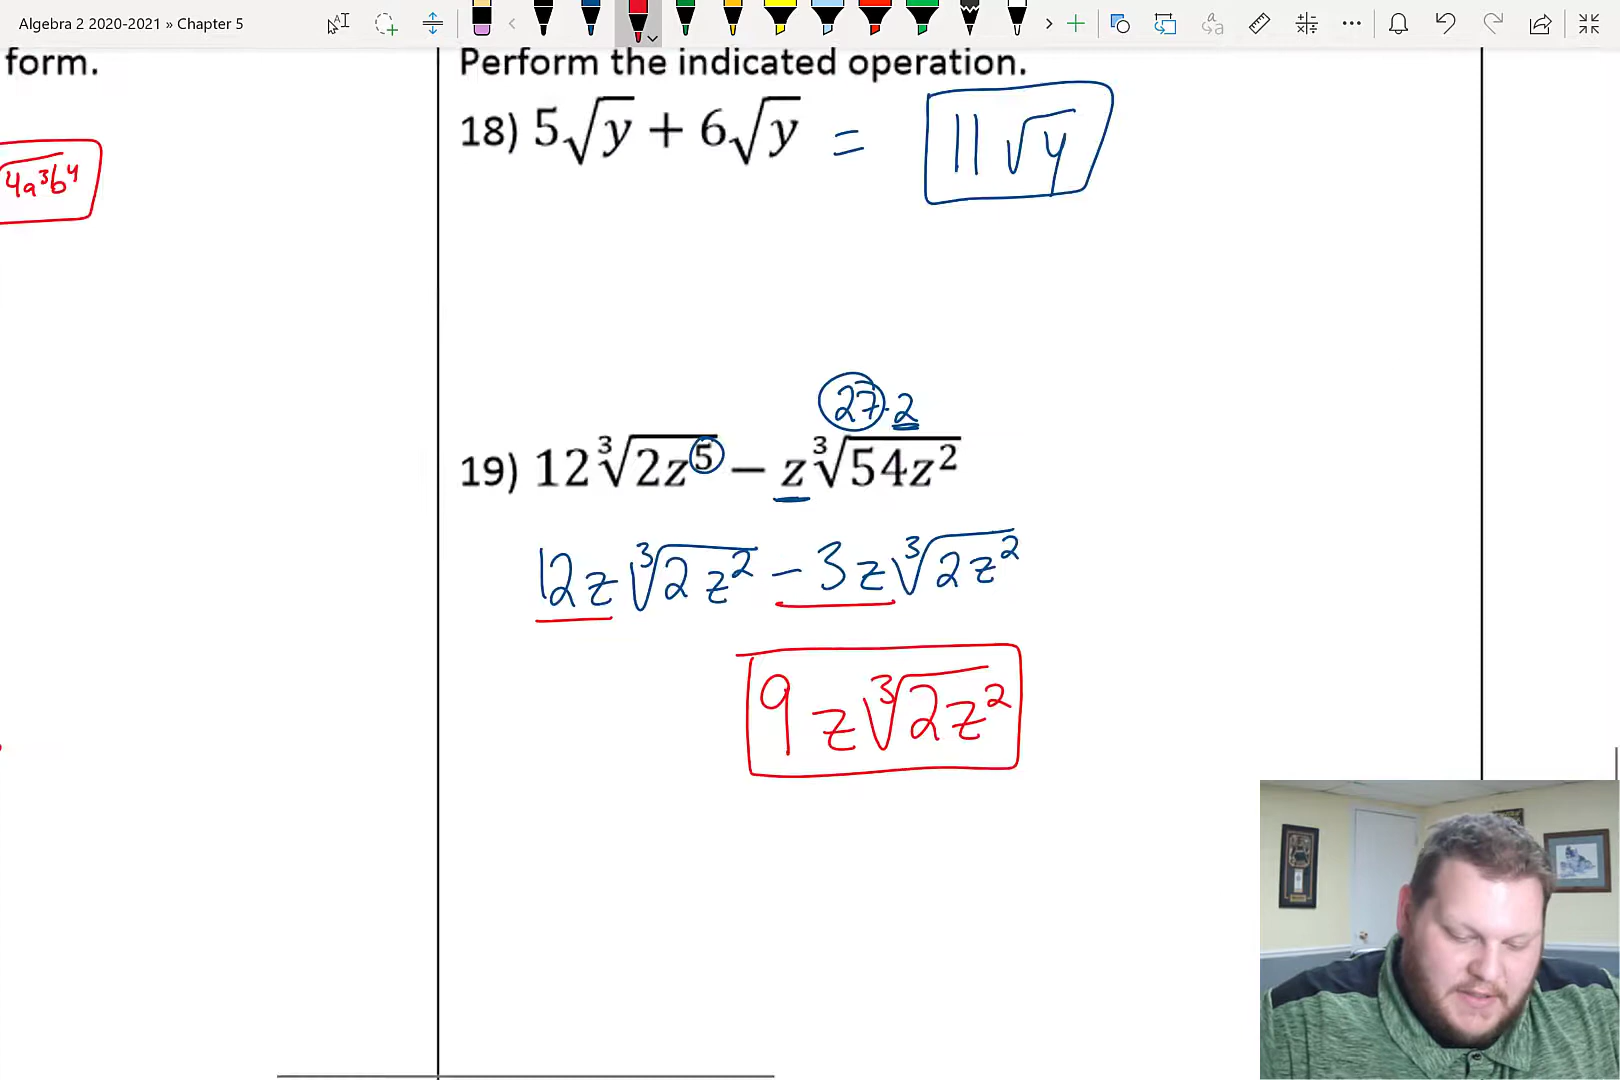 Algebra 2 2020-2021 » Chapter 5
form.
∛4a³b⁴
Perform the indicated operation.
18) 5√y + 6√y = 11√y
27·2
19) 12∛2z⁵ − z∛54z²
12z∛2z² − 3z∛2z²
9z∛2z²